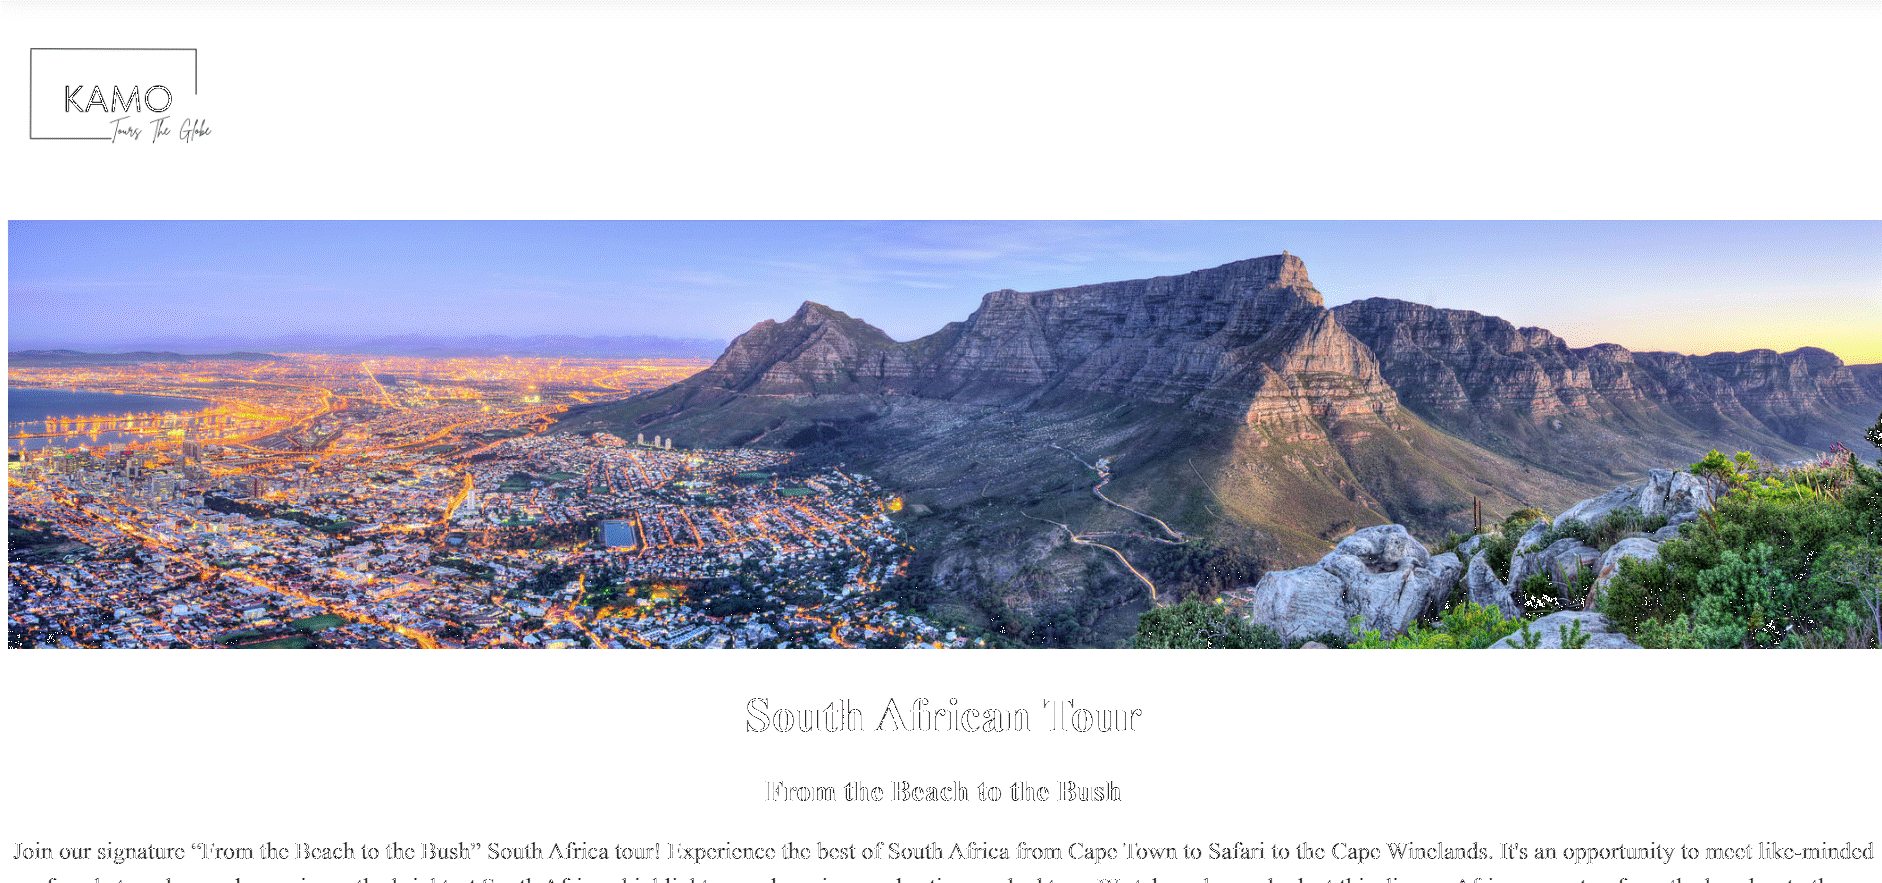 KAMO
Tours The Globe
South African Tour
From the Beach to the Bush
Join our signature “From the Beach to the Bush” South Africa tour! Experience the best of South Africa from Cape Town to Safari to the Cape Winelands. It's an opportunity to meet like-minded